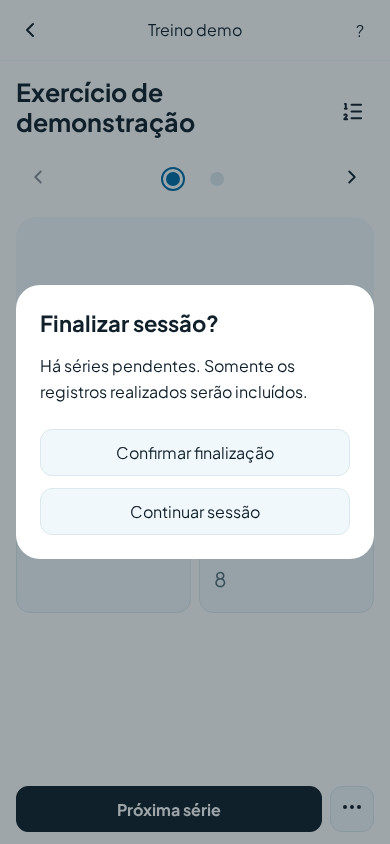 Treino demo
?
Exercício de
demonstração
Finalizar sessão?
Há séries pendentes. Somente os
registros realizados serão incluídos.
Confirmar finalização
Continuar sessão
8
Próxima série